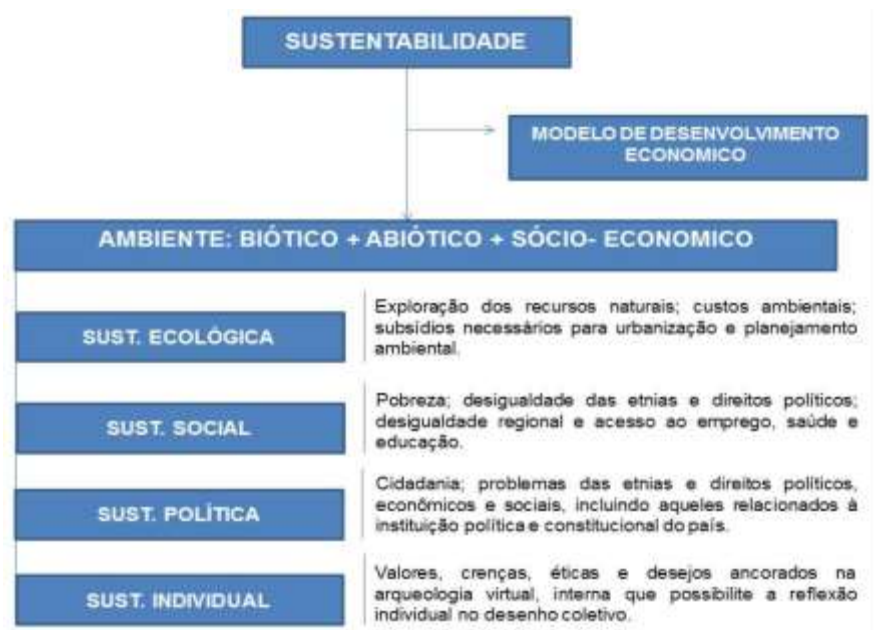 SUSTENTABILIDADE
MODELO DE DESENVOLVIMENTO
ECONOMICO
AMBIENTE: BIÓTICO + ABIÓTICO + SÓCIO- ECONOMICO
SUST. ECOLÓGICA
Exploração dos recursos naturais; custos ambientais;
subsídios necessários para urbanização e planejamento
ambiental.
SUST. SOCIAL
Pobreza; desigualdade das etnias e direitos políticos;
desigualdade regional e acesso ao emprego, saúde e
educação.
SUST. POLÍTICA
Cidadania; problemas das etnias e direitos políticos,
econômicos e sociais, incluindo aqueles relacionados à
instituição política e constitucional do país.
SUST. INDIVIDUAL
Valores, crenças, éticas e desejos ancorados na
arqueologia virtual, interna que possibilite a reflexão
individual no desenho coletivo.